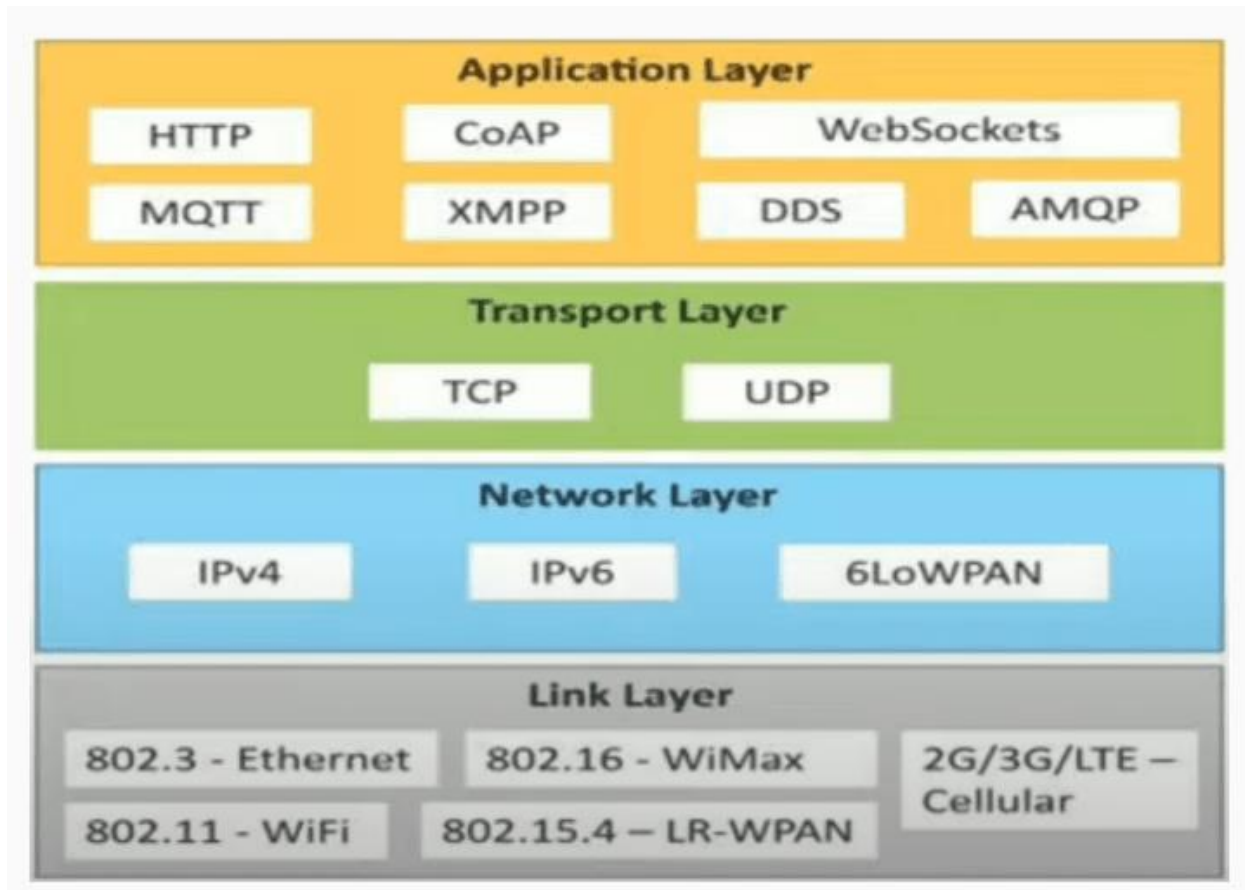 Application Layer
HTTP
CoAP
WebSockets
MQTT
XMPP
DDS
AMQP
Transport Layer
TCP
UDP
Network Layer
IPv4
IPv6
6LoWPAN
Link Layer
802.3 - Ethernet
802.16 - WiMax
2G/3G/LTE –
Cellular
802.11 - WiFi
802.15.4 – LR-WPAN